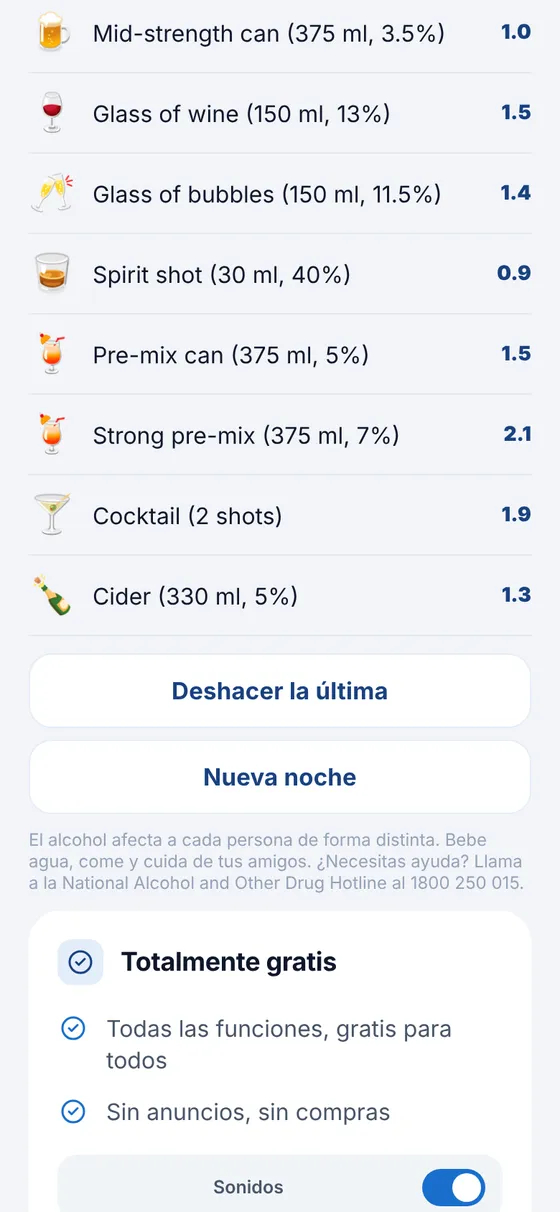 Mid-strength can (375 ml, 3.5%) 1.0
Glass of wine (150 ml, 13%) 1.5
Glass of bubbles (150 ml, 11.5%) 1.4
Spirit shot (30 ml, 40%) 0.9
Pre-mix can (375 ml, 5%) 1.5
Strong pre-mix (375 ml, 7%) 2.1
Cocktail (2 shots) 1.9
Cider (330 ml, 5%) 1.3
Deshacer la última
Nueva noche
El alcohol afecta a cada persona de forma distinta. Bebe
agua, come y cuida de tus amigos. ¿Necesitas ayuda? Llama
a la National Alcohol and Other Drug Hotline al 1800 250 015.
Totalmente gratis
Todas las funciones, gratis para
todos
Sin anuncios, sin compras
Sonidos